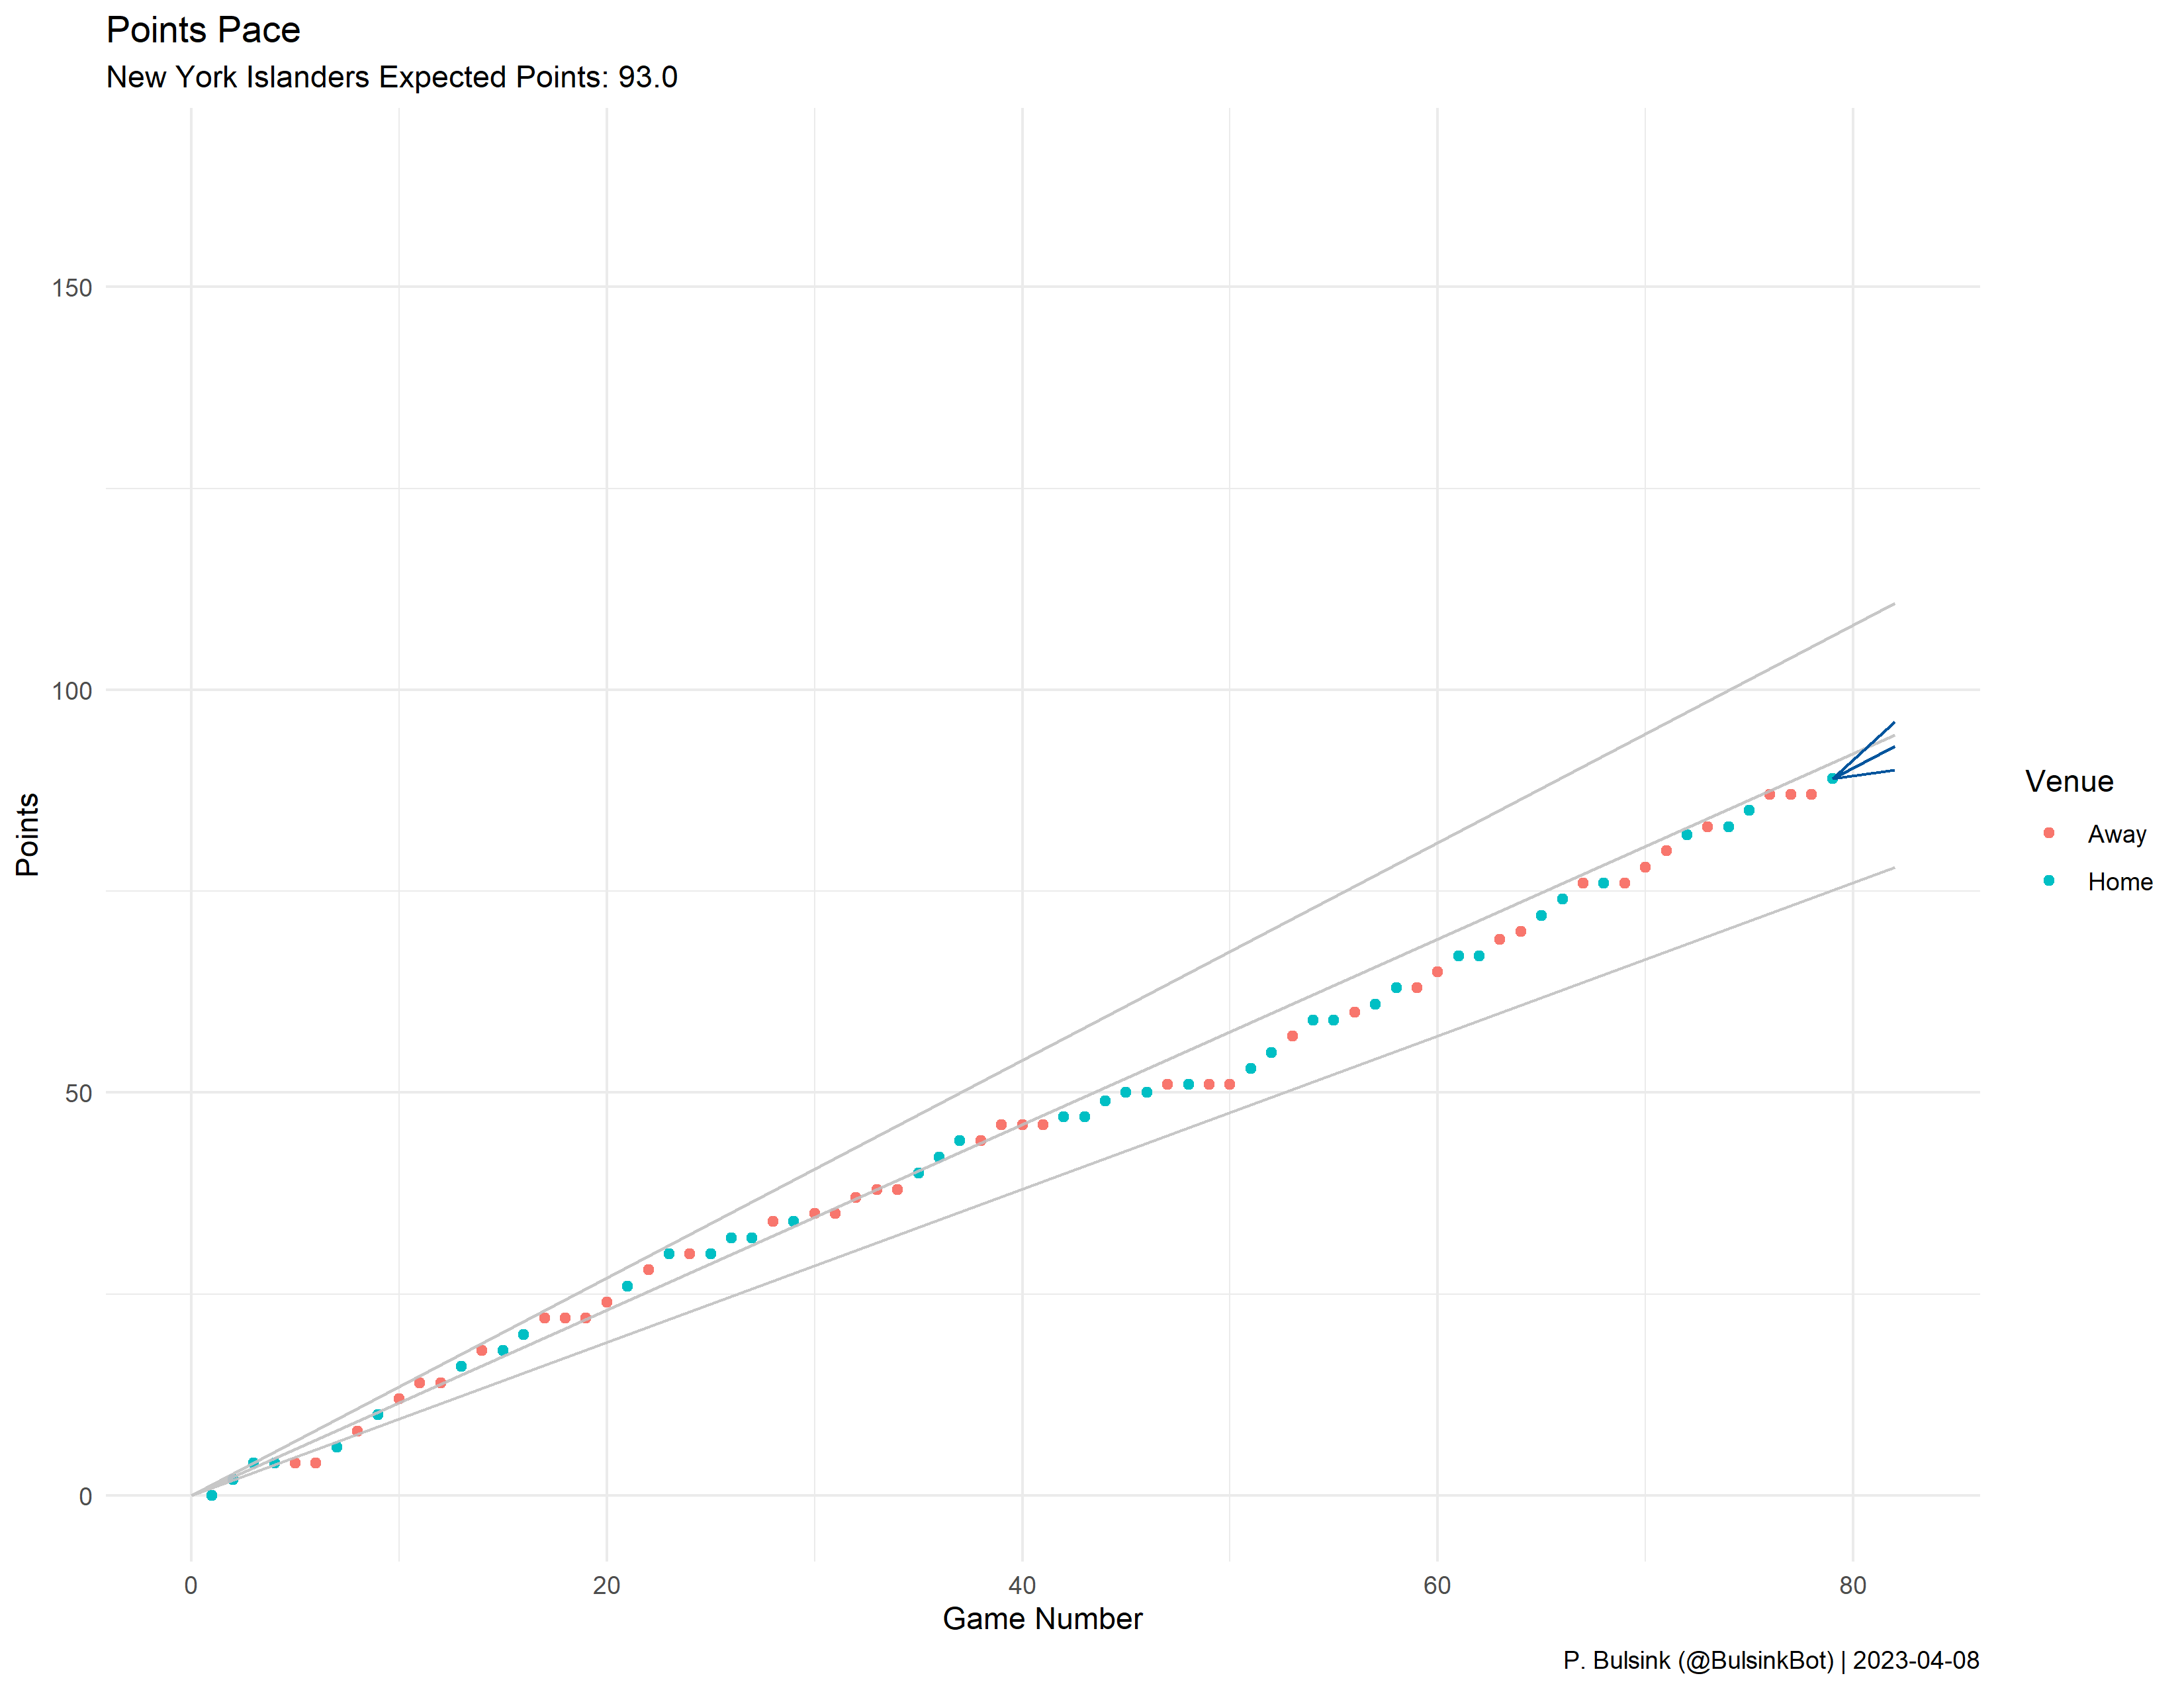 Points Pace
New York Islanders Expected Points: 93.0
150
100
50
0
Points
0 20 40 60 80
Game Number
Venue
Away
Home
P. Bulsink (@BulsinkBot) | 2023-04-08